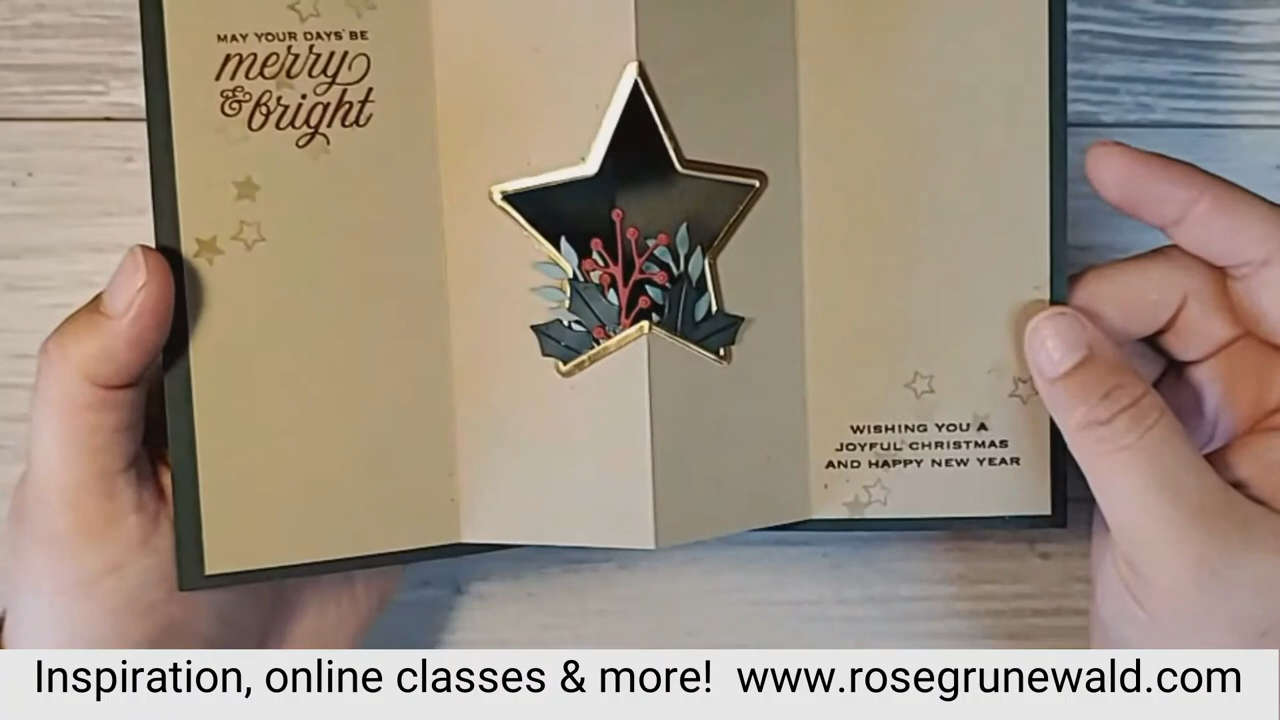 MAY YOUR DAYS BE
merry
& bright
WISHING YOU A
JOYFUL CHRISTMAS
AND HAPPY NEW YEAR
Inspiration, online classes & more!  www.rosegrunewald.com